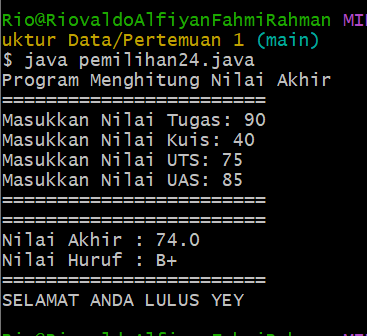 Rio@RiovaldoAlfiyanFahmiRahman
uktur Data/Pertemuan 1 (main)
$ java pemilihan24.java
Program Menghitung Nilai Akhir
========================
Masukkan Nilai Tugas: 90
Masukkan Nilai Kuis: 40
Masukkan Nilai UTS: 75
Masukkan Nilai UAS: 85
========================
========================
Nilai Akhir : 74.0
Nilai Huruf : B+
========================
SELAMAT ANDA LULUS YEY